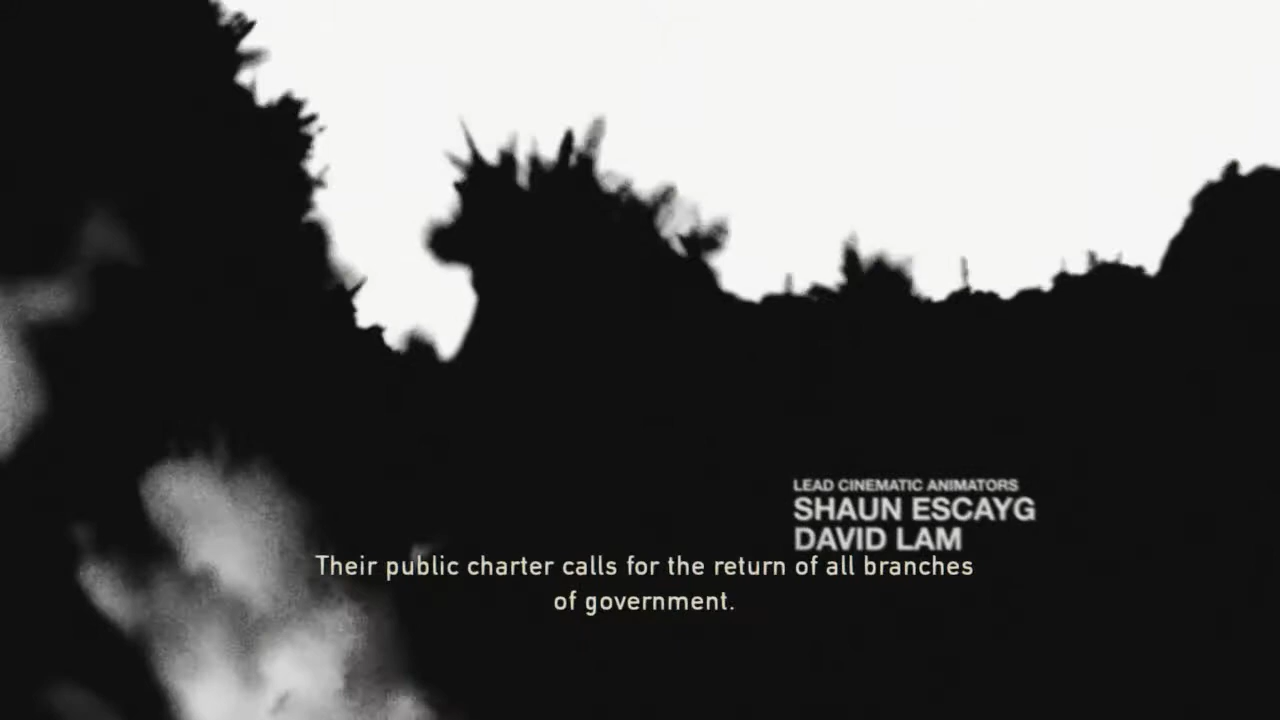 LEAD CINEMATIC ANIMATORS
SHAUN ESCAYG
DAVID LAM
Their public charter calls for the return of all branches
of government.